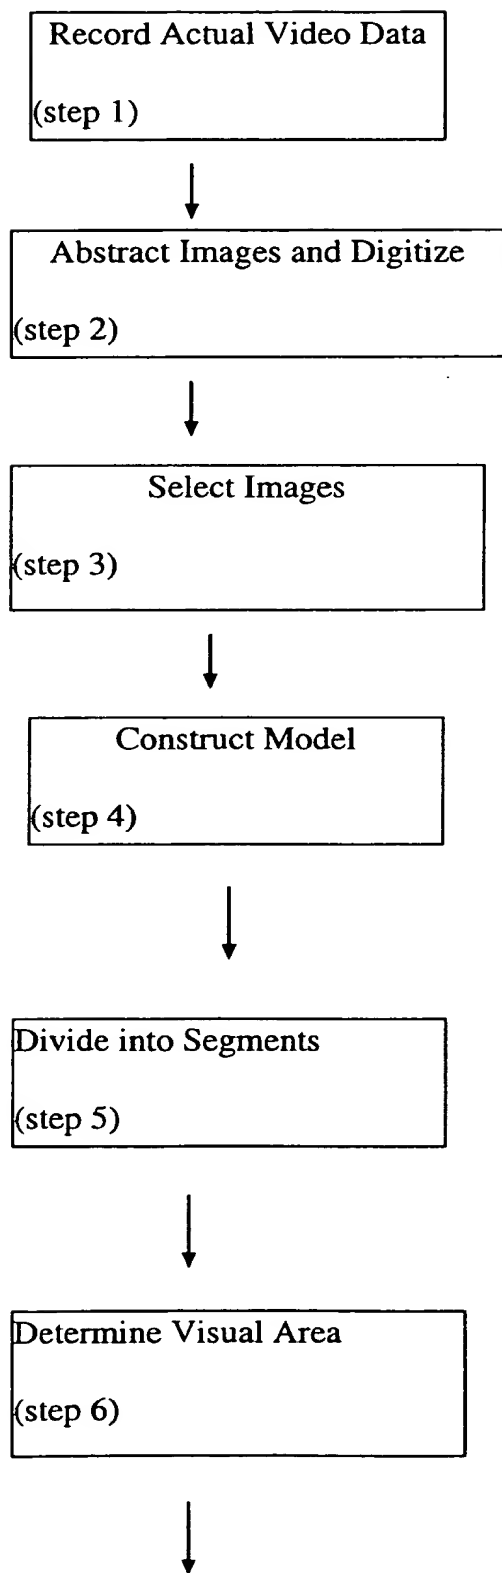 Record Actual Video Data
(step 1)
Abstract Images and Digitize
(step 2)
Select Images
(step 3)
Construct Model
(step 4)
Divide into Segments
(step 5)
Determine Visual Area
(step 6)